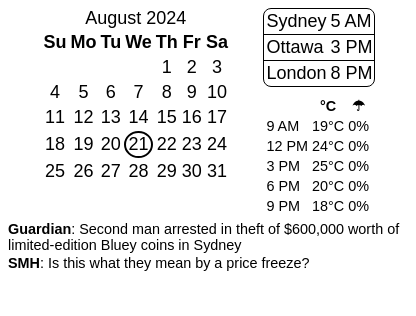 August 2024
Su Mo Tu We Th Fr Sa
1 2 3
4 5 6 7 8 9 10
11 12 13 14 15 16 17
18 19 20 21 22 23 24
25 26 27 28 29 30 31
Sydney 5 AM
Ottawa 3 PM
London 8 PM
°C ☂
9 AM 19°C 0%
12 PM 24°C 0%
3 PM 25°C 0%
6 PM 20°C 0%
9 PM 18°C 0%
Guardian: Second man arrested in theft of $600,000 worth of
limited-edition Bluey coins in Sydney
SMH: Is this what they mean by a price freeze?